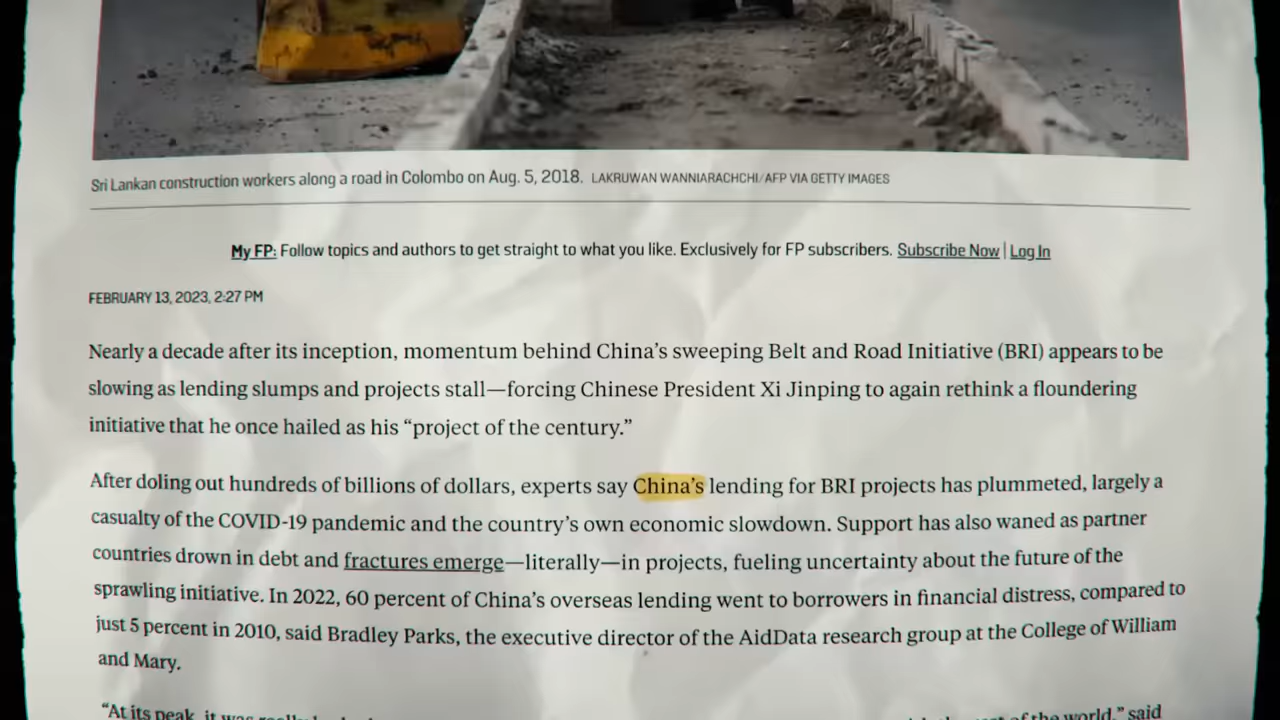 Sri Lankan construction workers along a road in Colombo on Aug. 5, 2018. LAKRUWAN WANNIARACHCHI/AFP VIA GETTY IMAGES
My FP: Follow topics and authors to get straight to what you like. Exclusively for FP subscribers. Subscribe Now | Log In
FEBRUARY 13, 2023, 2:27 PM
Nearly a decade after its inception, momentum behind China’s sweeping Belt and Road Initiative (BRI) appears to be
slowing as lending slumps and projects stall—forcing Chinese President Xi Jinping to again rethink a floundering
initiative that he once hailed as his “project of the century.”
After doling out hundreds of billions of dollars, experts say China’s lending for BRI projects has plummeted, largely a
casualty of the COVID-19 pandemic and the country’s own economic slowdown. Support has also waned as partner
countries drown in debt and fractures emerge—literally—in projects, fueling uncertainty about the future of the
sprawling initiative. In 2022, 60 percent of China’s overseas lending went to borrowers in financial distress, compared to
just 5 percent in 2010, said Bradley Parks, the executive director of the AidData research group at the College of William
and Mary.
“At its peak, it was of the world,” said